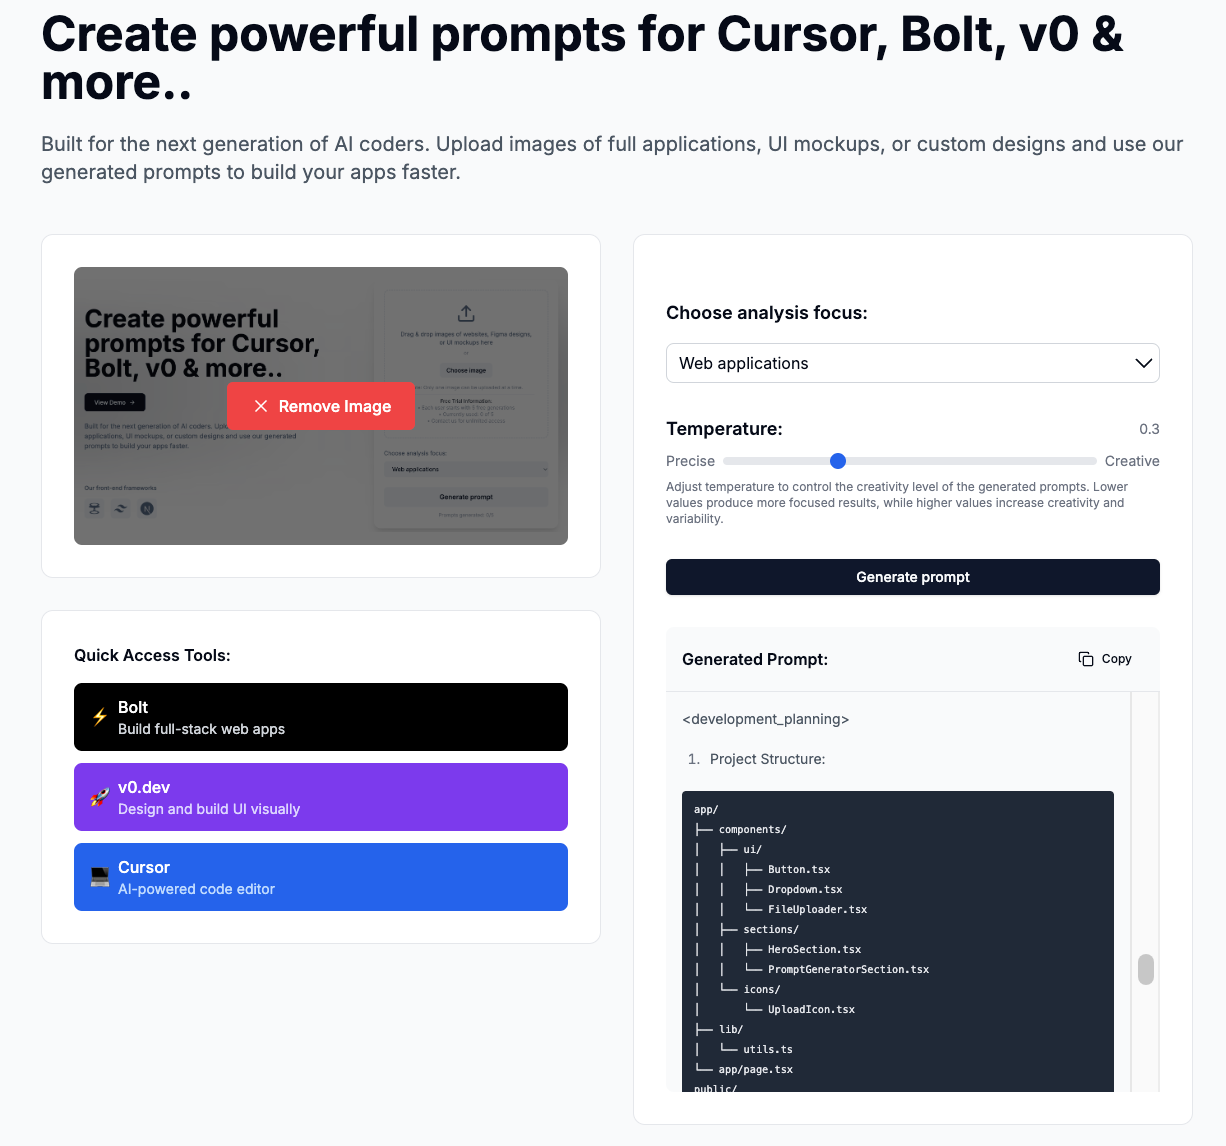 Create powerful prompts for Cursor, Bolt, v0 &
more..
Built for the next generation of AI coders. Upload images of full applications, UI mockups, or custom designs and use our
generated prompts to build your apps faster.
Create powerful
prompts for Cursor,
Bolt, v0 & more..
View Demo →
Built for the next generation of AI coders.
applications, UI mockups, or custom designs and use our generated
prompts to build your apps faster.
Our front-end frameworks
Drag & drop images of websites, Figma designs,
or UI mockups here
or
Choose image
Free Trial Information:
Choose analysis focus:
Web applications
Generate prompt
Remove Image
Quick Access Tools:
⚡ Bolt
Build full-stack web apps
🚀 v0.dev
Design and build UI visually
💻 Cursor
AI-powered code editor
Choose analysis focus:
Web applications
Temperature:
0.3
Precise
Creative
Adjust temperature to control the creativity level of the generated prompts. Lower
values produce more focused results, while higher values increase creativity and
variability.
Generate prompt
Generated Prompt:
Copy
<development_planning>
1. Project Structure:
app/
├── components/
│   ├── ui/
│   │   ├── Button.tsx
│   │   ├── Dropdown.tsx
│   │   └── FileUploader.tsx
│   ├── sections/
│   │   ├── HeroSection.tsx
│   │   └── PromptGeneratorSection.tsx
│   └── icons/
│       └── UploadIcon.tsx
├── lib/
│   └── utils.ts
└── app/page.tsx
public/